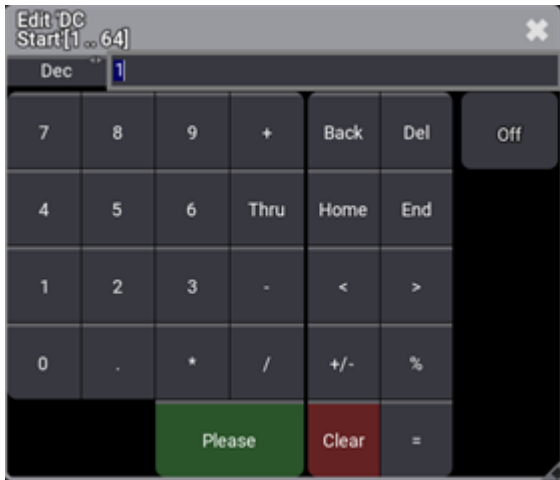 Edit 'DC
Start'[1 .. 64]
Dec 1
7 8 9 + Back Del Off
4 5 6 Thru Home End
1 2 3 - < >
0 . * / +/- %
Please Clear =